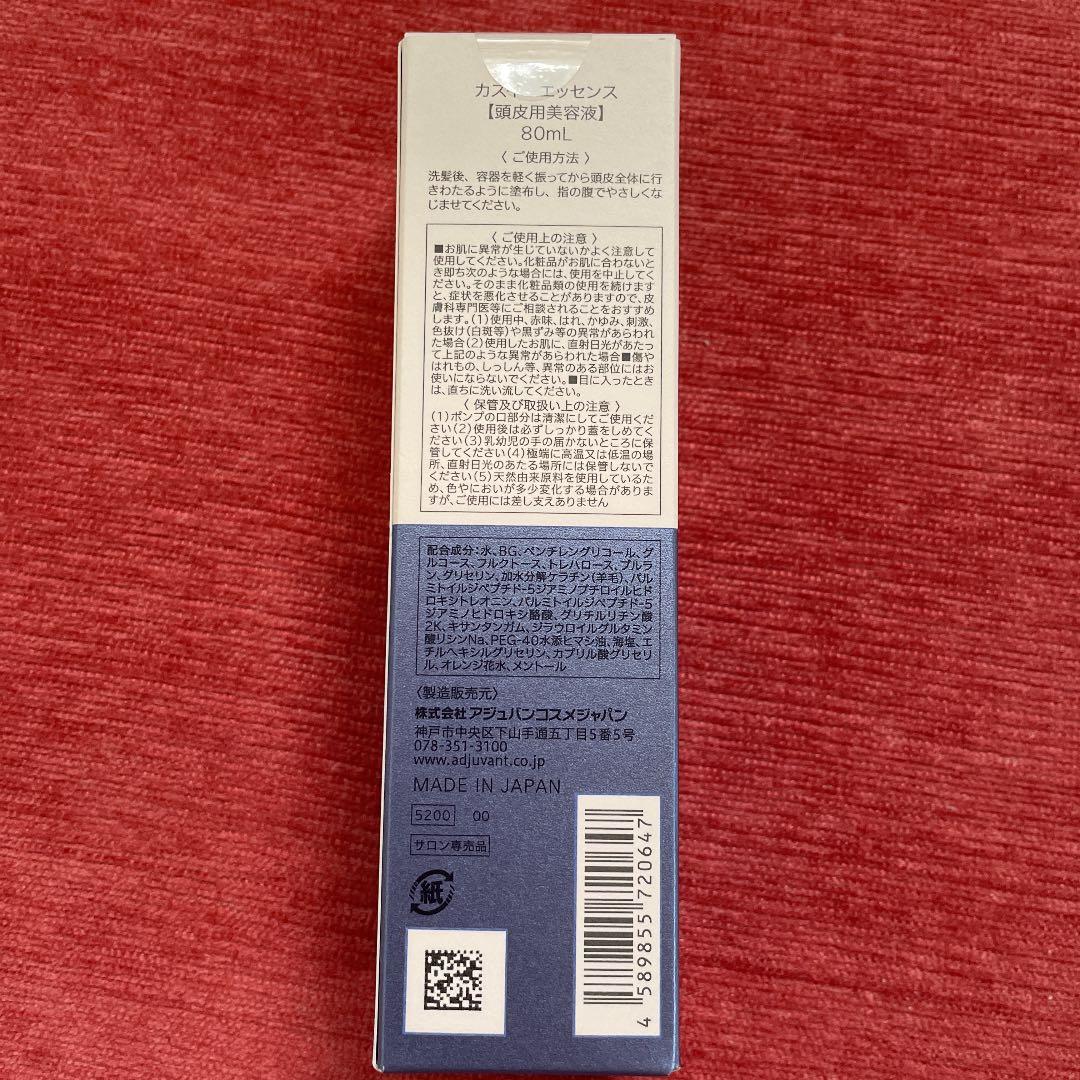 カス エッセンス
【頭皮用美容液】
80mL
〈 ご使用方法 〉
洗髪後、容器を軽く振ってから頭皮全体に行
きわたるように塗布し、指の腹でやさしくな
じませてください。
〈 ご使用上の注意 〉
■お肌に異常が生じていないかよく注意して
使用してください。化粧品がお肌に合わないと
き即ち次のような場合には、使用を中止してく
ださい。そのまま化粧品類の使用を続けます
と、症状を悪化させることがありますので、皮
膚科専門医等にご相談されることをおすすめ
します。(1)使用中、赤味、はれ、かゆみ、刺激、
色抜け(白斑等)や黒ずみ等の異常があらわれ
た場合(2)使用したお肌に、直射日光があたっ
て上記のような異常があらわれた場合■傷や
はれもの、しっしん等、異常のある部位にはお
使いにならないでください。■目に入ったとき
は、直ちに洗い流してください。
〈 保管及び取扱い上の注意 〉
(1)ポンプの口部分は清潔にしてご使用くだ
さい(2)使用後は必ずしっかり蓋をしめてく
ださい(3)乳幼児の手の届かないところに保
管してください(4)極端に高温又は低温の場
所、直射日光のあたる場所には保管しないで
ください(5)天然由来原料を使用しているた
め、色やにおいが多少変化する場合がありま
すが、ご使用には差し支えありません
配合成分:水、BG、ペンチレングリコール、グ
ルコース、フルクトース、トレハロース、プルラ
ン、グリセリン、加水分解ケラチン(羊毛)、パル
ミトイルジペプチド-5ジアミノブチロイルヒド
ロキシトレオニン、パルミトイルジペプチド-5
ジアミノヒドロキシ酪酸、グリチルリチン酸
2K、キサンタンガム、ジラウロイルグルタミン
酸リシンNa、PEG-40水添ヒマシ油、海塩、エ
チルヘキシルグリセリン、カプリル酸グリセリ
ル、オレンジ花水、メントール
〈製造販売元〉
株式会社 アジュバンコスメジャパン
神戸市中央区下山手通五丁目5番5号
078-351-3100
www.adjuvant.co.jp
MADE IN JAPAN
5200 00
サロン専売品
紙
4 589855 720647